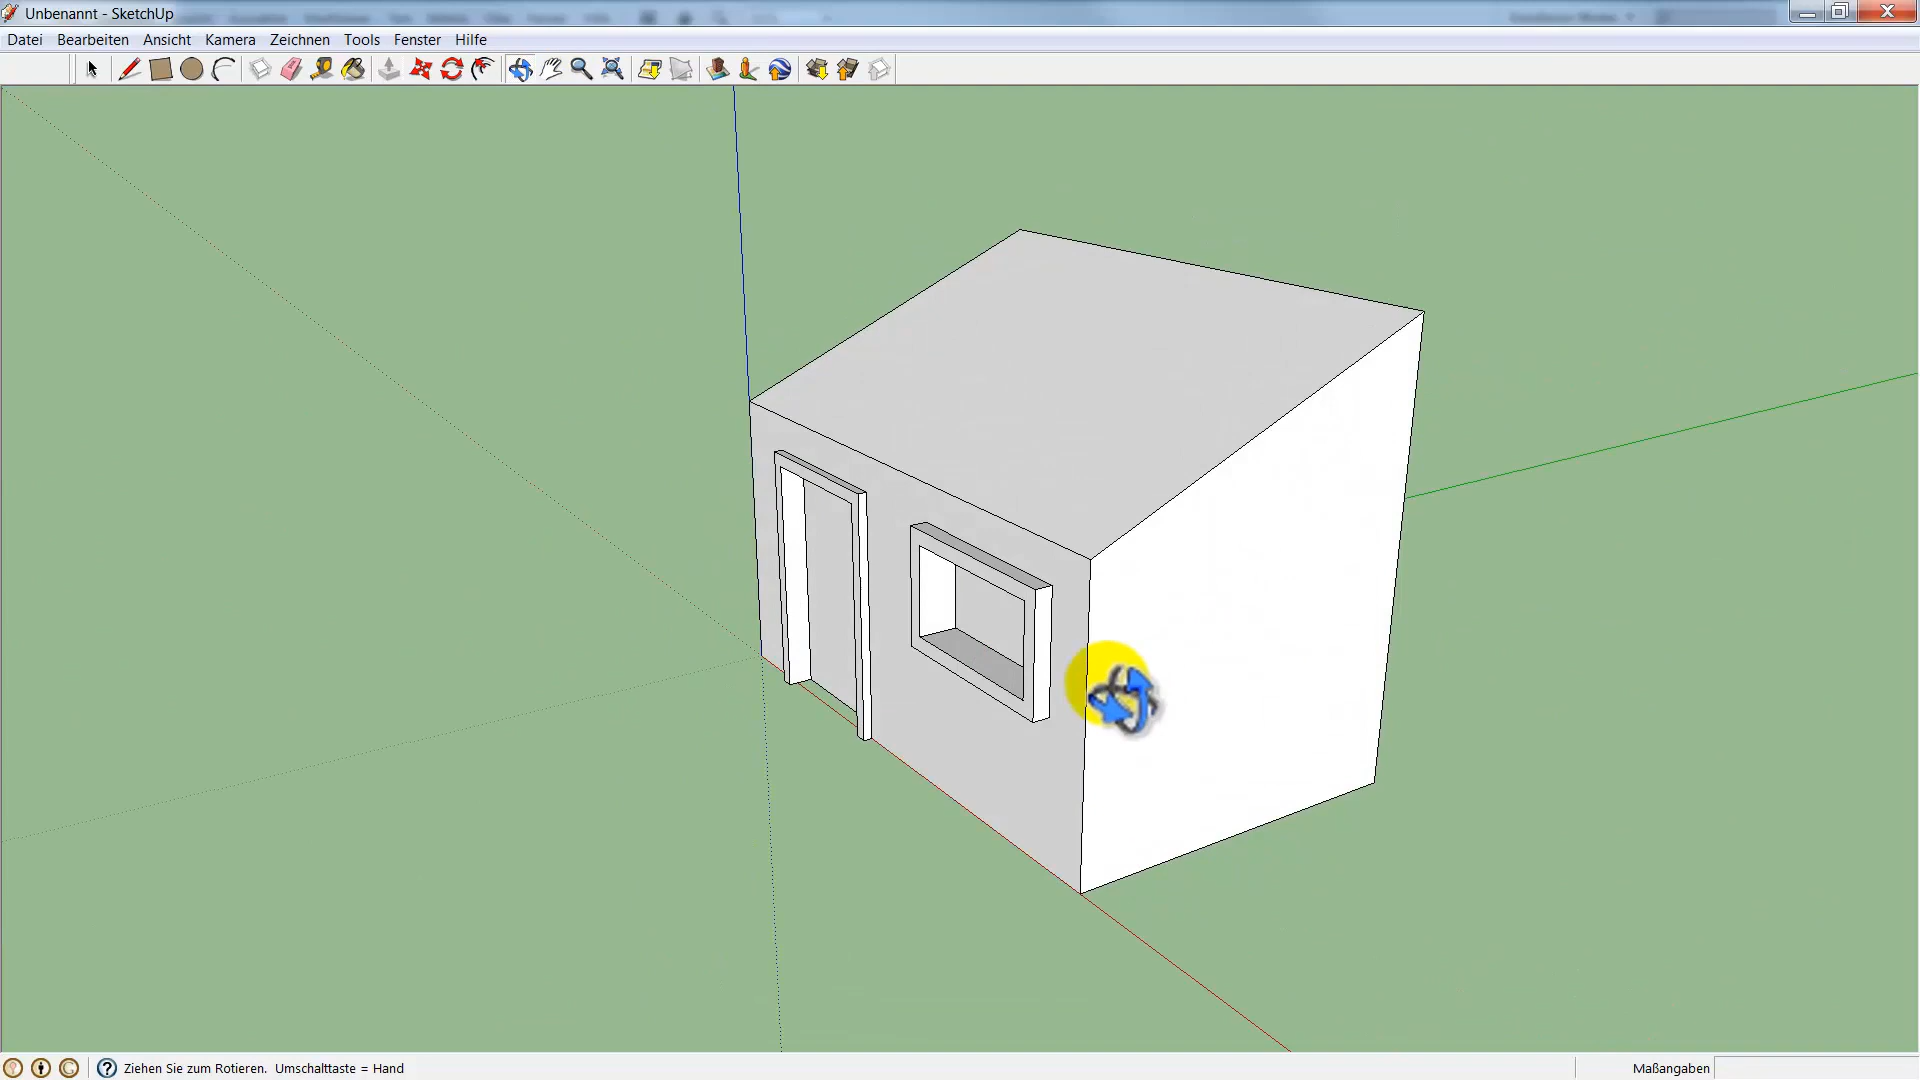 Unbenannt - SketchUp
Datei Bearbeiten Ansicht Kamera Zeichnen Tools Fenster Hilfe
Ziehen Sie zum Rotieren. Umschalttaste = Hand
Maßangaben